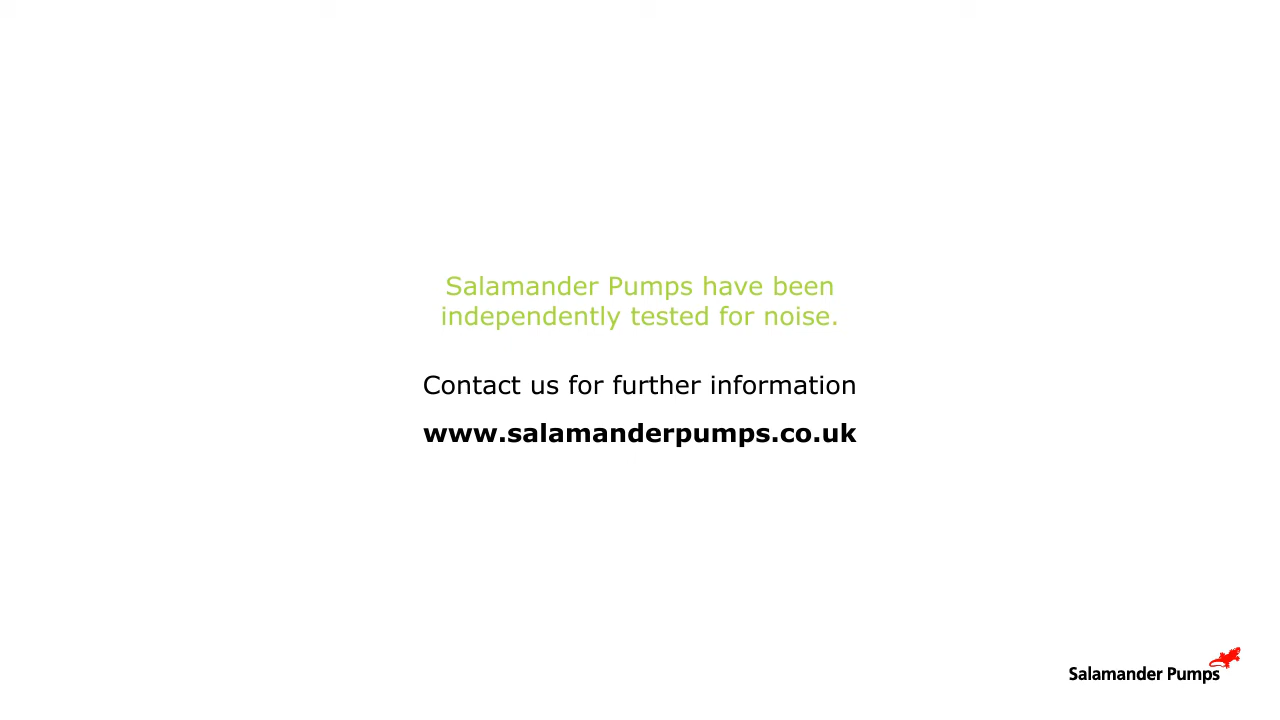 Salamander Pumps have been
independently tested for noise.
Contact us for further information
www.salamanderpumps.co.uk
Salamander Pumps